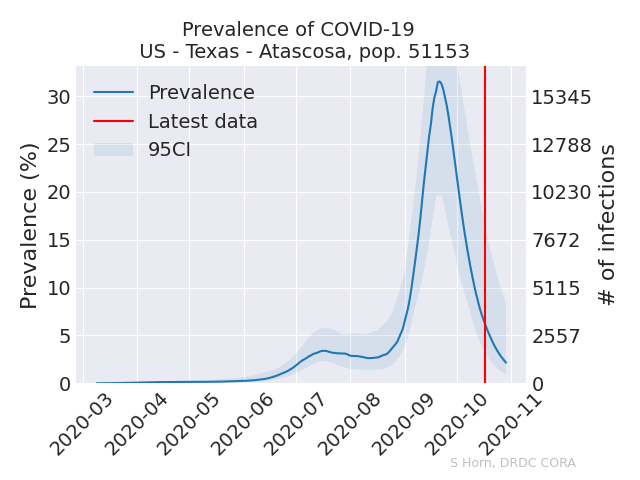 Prevalence of COVID-19
US - Texas - Atascosa, pop. 51153
Prevalence
Latest data
95CI
Prevalence (%)
30
25
20
15
10
5
0
15345
12788
10230
7672
5115
2557
0
# of infections
2020-03
2020-04
2020-05
2020-06
2020-07
2020-08
2020-09
2020-10
2020-11
S Horn, DRDC CORA